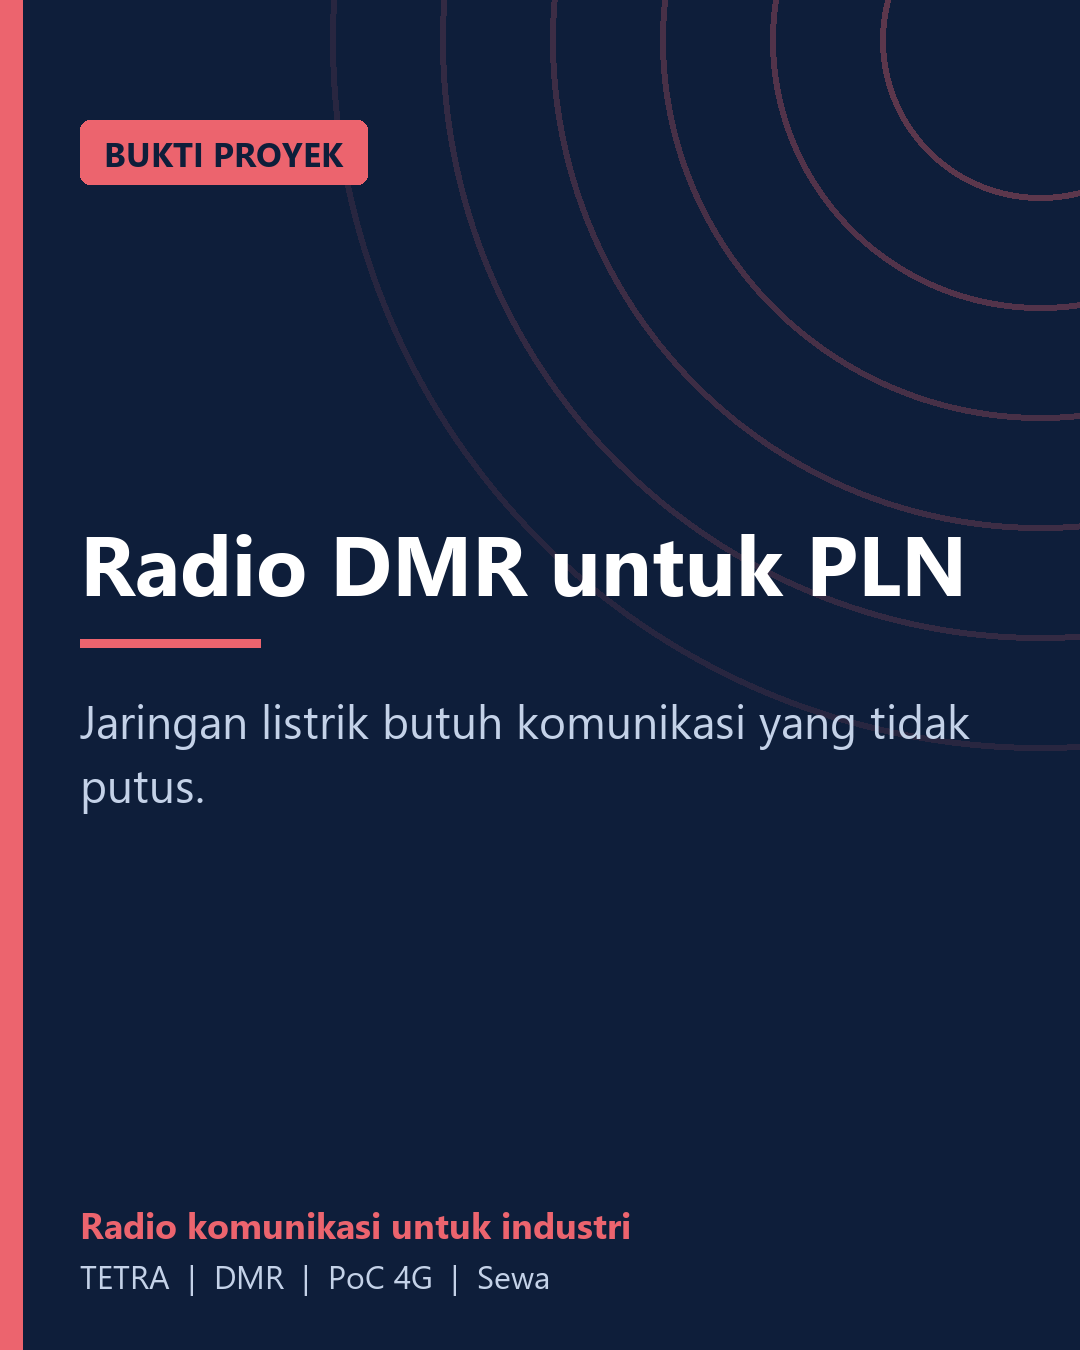 BUKTI PROYEK
Radio DMR untuk PLN
Jaringan listrik butuh komunikasi yang tidak
putus.
Radio komunikasi untuk industri
TETRA | DMR | PoC 4G | Sewa